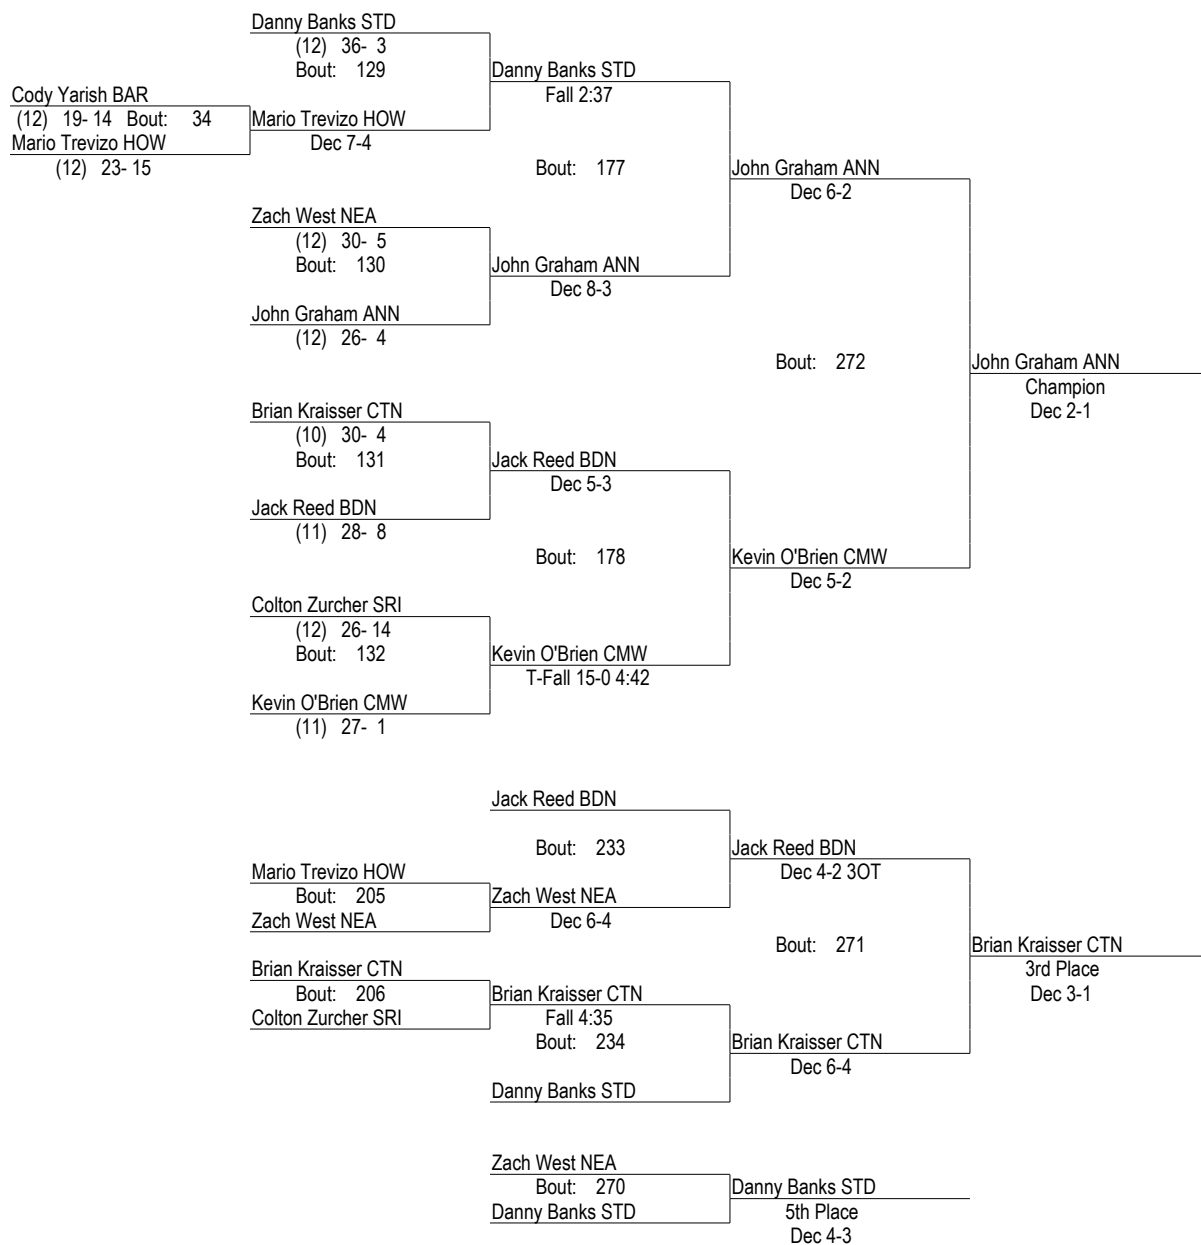 Danny Banks STD
(12) 36- 3
Bout: 129
Danny Banks STD
Fall 2:37
Cody Yarish BAR
(12) 19- 14 Bout: 34
Mario Trevizo HOW
Mario Trevizo HOW
Dec 7-4
(12) 23- 15
Bout: 177
John Graham ANN
Dec 6-2
Zach West NEA
(12) 30- 5
Bout: 130
John Graham ANN
Dec 8-3
John Graham ANN
(12) 26- 4
Bout: 272
John Graham ANN
Champion
Dec 2-1
Brian Kraisser CTN
(10) 30- 4
Bout: 131
Jack Reed BDN
Dec 5-3
Jack Reed BDN
(11) 28- 8
Bout: 178
Kevin O'Brien CMW
Dec 5-2
Colton Zurcher SRI
(12) 26- 14
Bout: 132
Kevin O'Brien CMW
T-Fall 15-0 4:42
Kevin O'Brien CMW
(11) 27- 1
Jack Reed BDN
Bout: 233
Jack Reed BDN
Dec 4-2 3OT
Mario Trevizo HOW
Bout: 205
Zach West NEA
Zach West NEA
Dec 6-4
Bout: 271
Brian Kraisser CTN
3rd Place
Dec 3-1
Brian Kraisser CTN
Bout: 206
Colton Zurcher SRI
Brian Kraisser CTN
Fall 4:35
Bout: 234
Brian Kraisser CTN
Dec 6-4
Danny Banks STD
Zach West NEA
Bout: 270
Danny Banks STD
Danny Banks STD
5th Place
Dec 4-3